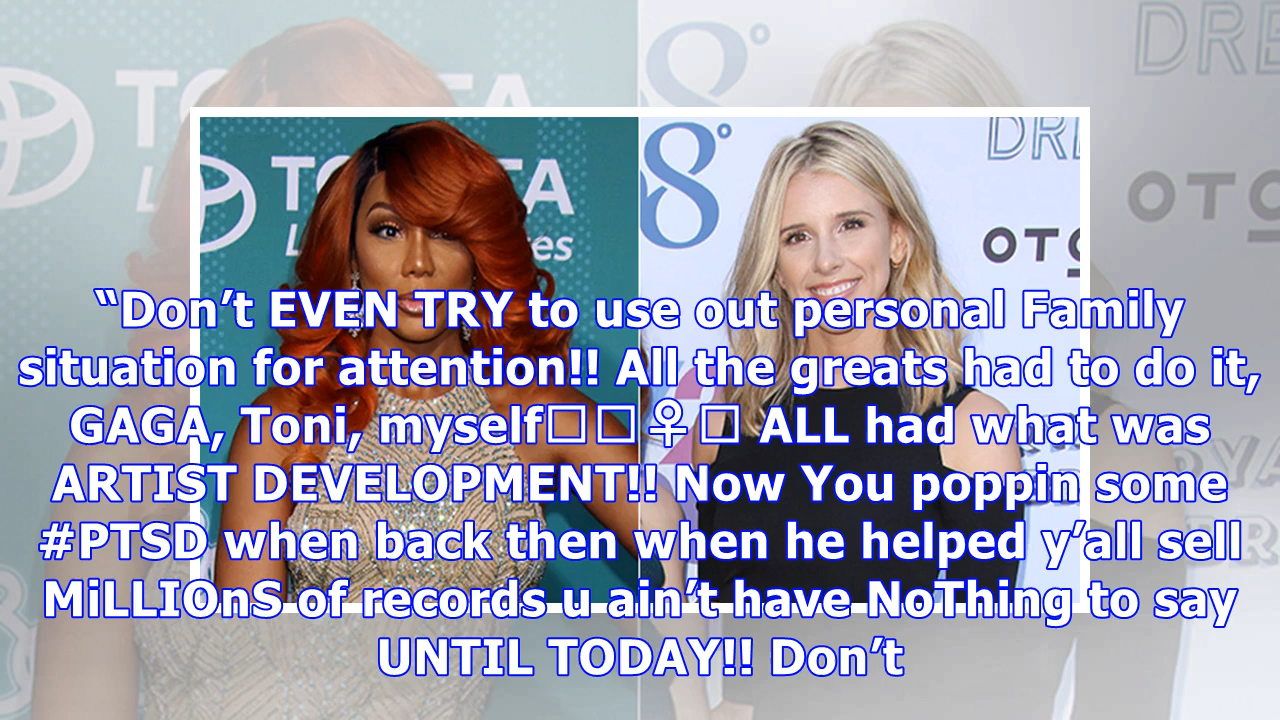 “Don’t EVEN TRY to use out personal Family
situation for attention!! All the greats had to do it,
GAGA, Toni, myself□□♀□ ALL had what was
ARTIST DEVELOPMENT!! Now You poppin some
#PTSD when back then when he helped y’all sell
MiLLIOnS of records u ain’t have NoThing to say
UNTIL TODAY!! Don’t